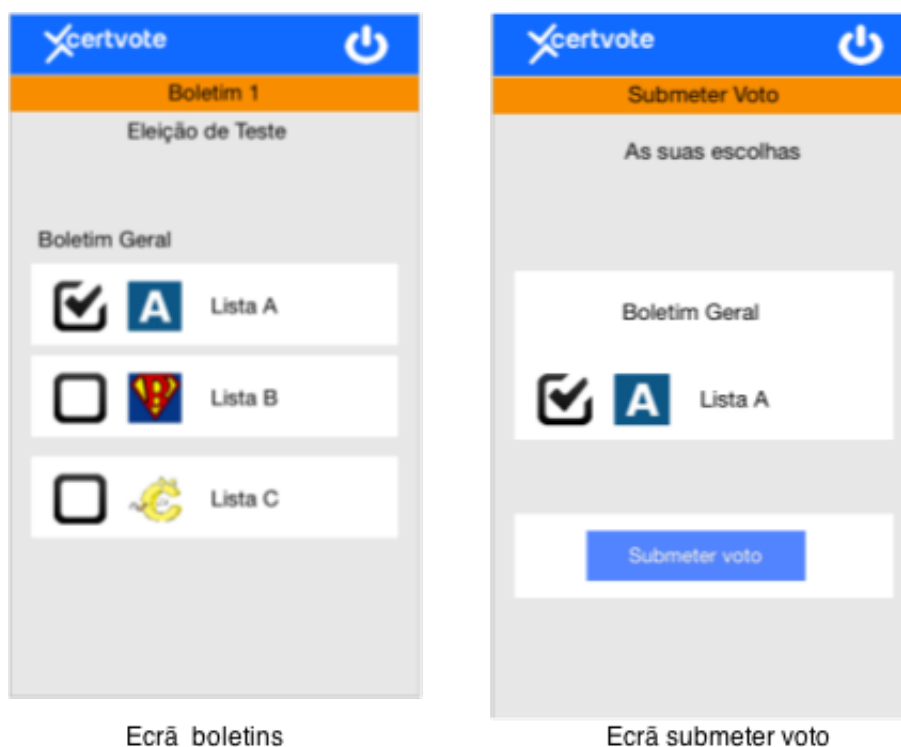 certvote
Boletim 1
Eleição de Teste
Boletim Geral
A Lista A
B Lista B
C Lista C
Ecrã boletins
certvote
Submeter Voto
As suas escolhas
Boletim Geral
A Lista A
Submeter voto
Ecrã submeter voto